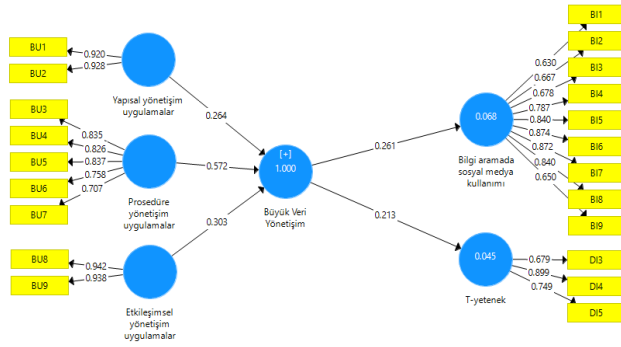 BU1
BU2
0.920
0.928
Yapısal yönetişim
uygulamalar
BU3
BU4
BU5
BU6
BU7
0.835
0.826
0.837
0.758
0.707
Prosedüre
yönetişim
uygulamalar
BU8
BU9
0.942
0.938
Etkileşimsel
yönetişim
uygulamalar
0.264
0.572
0.303
[+]
1.000
Büyük Veri
Yönetişim
0.261
0.213
0.068
Bilgi aramada
sosyal medya
kullanımı
0.630
0.667
0.678
0.787
0.840
0.874
0.872
0.840
0.650
BI1
BI2
BI3
BI4
BI5
BI6
BI7
BI8
BI9
0.045
T-yetenek
0.679
0.899
0.749
DI3
DI4
DI5